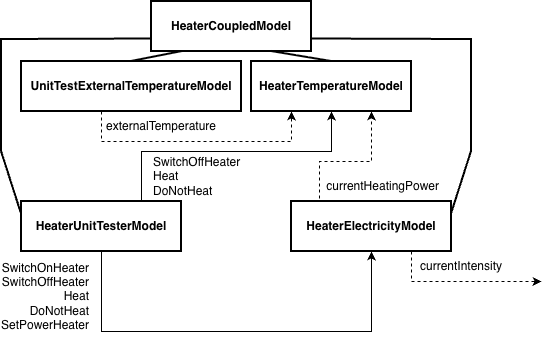 HeaterCoupledModel
UnitTestExternalTemperatureModel
HeaterTemperatureModel
externalTemperature
SwitchOffHeater
Heat
DoNotHeat
currentHeatingPower
HeaterUnitTesterModel
HeaterElectricityModel
SwitchOnHeater
SwitchOffHeater
Heat
DoNotHeat
SetPowerHeater
currentIntensity